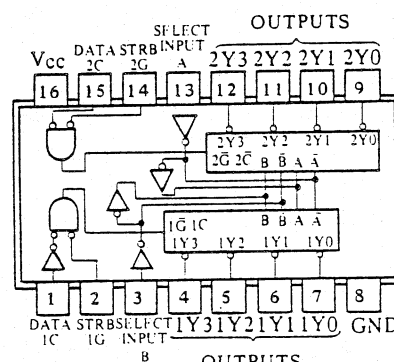 SELECT OUTPUTS
DATA STRB INPUT
Vcc 2C 2G A 2Y3 2Y2 2Y1 2Y0
16 15 14 13 12 11 10 9
2Y3 2Y2 2Y1 2Y0
2G̅ 2C̅ B B̅ A A̅
B B̅ A A̅
1G̅ 1C
1Y3 1Y2 1Y1 1Y0
1 2 3 4 5 6 7 8
DATA STRB SELECT 1Y3 1Y2 1Y1 1Y0 GND
1C 1G INPUT
B OUTPUTS